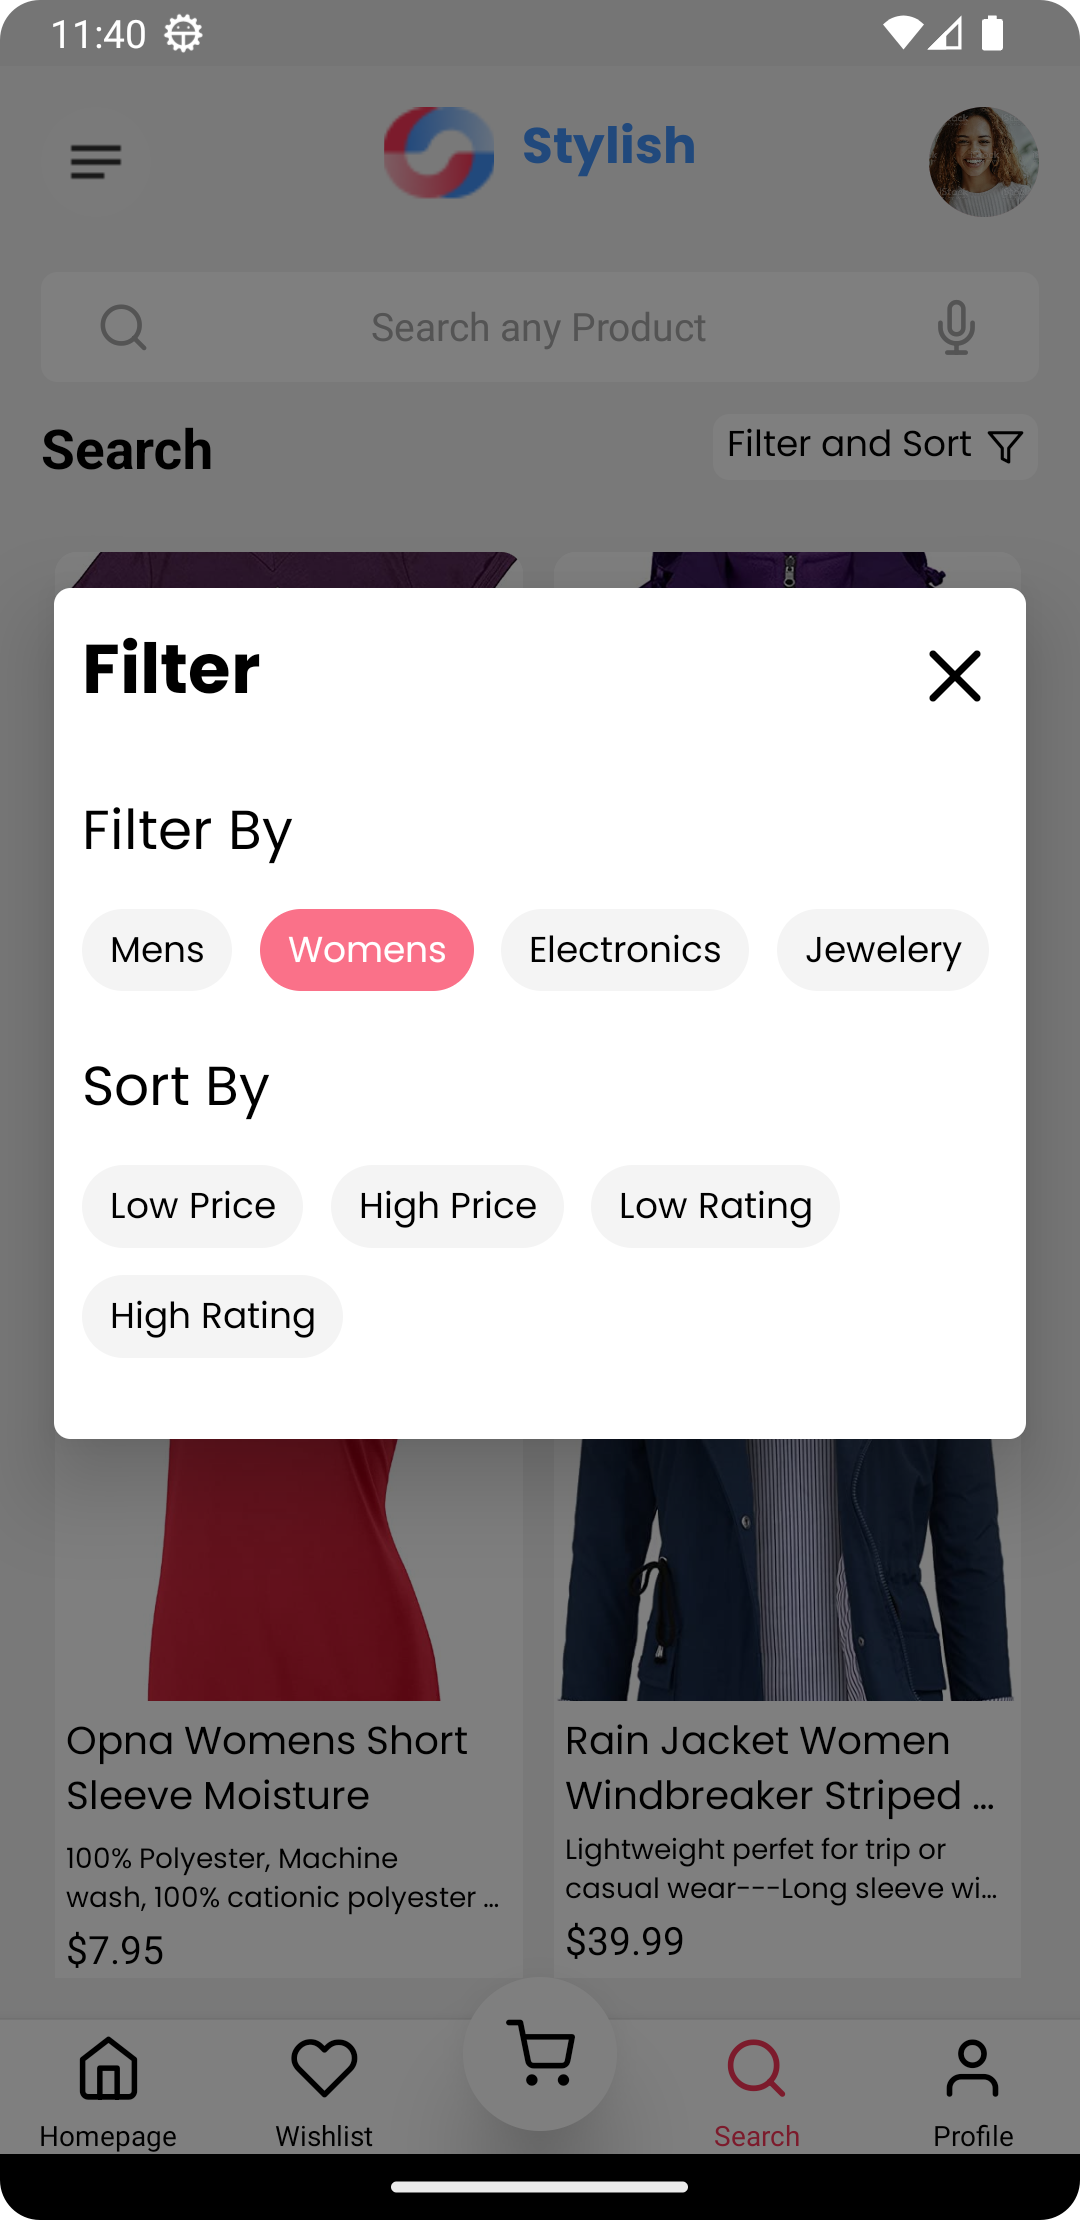 11:40
Stylish
Search any Product
Search
Filter and Sort
Filter
Filter By
Mens
Womens
Electronics
Jewelery
Sort By
Low Price
High Price
Low Rating
High Rating
Opna Womens Short
Sleeve Moisture
100% Polyester, Machine
wash, 100% cationic polyester ...
$7.95
Rain Jacket Women
Windbreaker Striped ...
Lightweight perfet for trip or
casual wear---Long sleeve wi...
$39.99
Homepage
Wishlist
Search
Profile